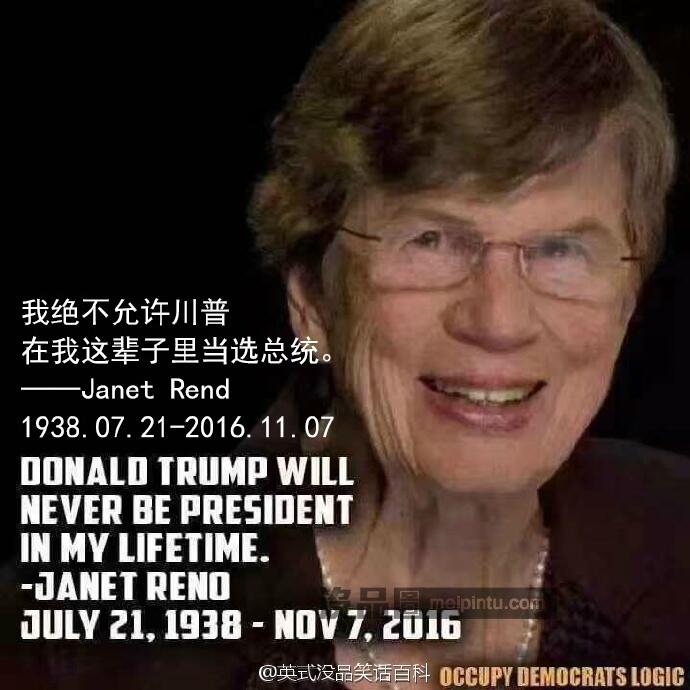 我绝不允许川普
在我这辈子里当选总统。
——Janet Rend
1938.07.21-2016.11.07
DONALD TRUMP WILL
NEVER BE PRESIDENT
IN MY LIFETIME.
-JANET RENO
meipintu.com
JULY 21, 1938 - NOV 7, 2016
@英式没品笑话百科 OCCUPY DEMOCRATS LOGIC